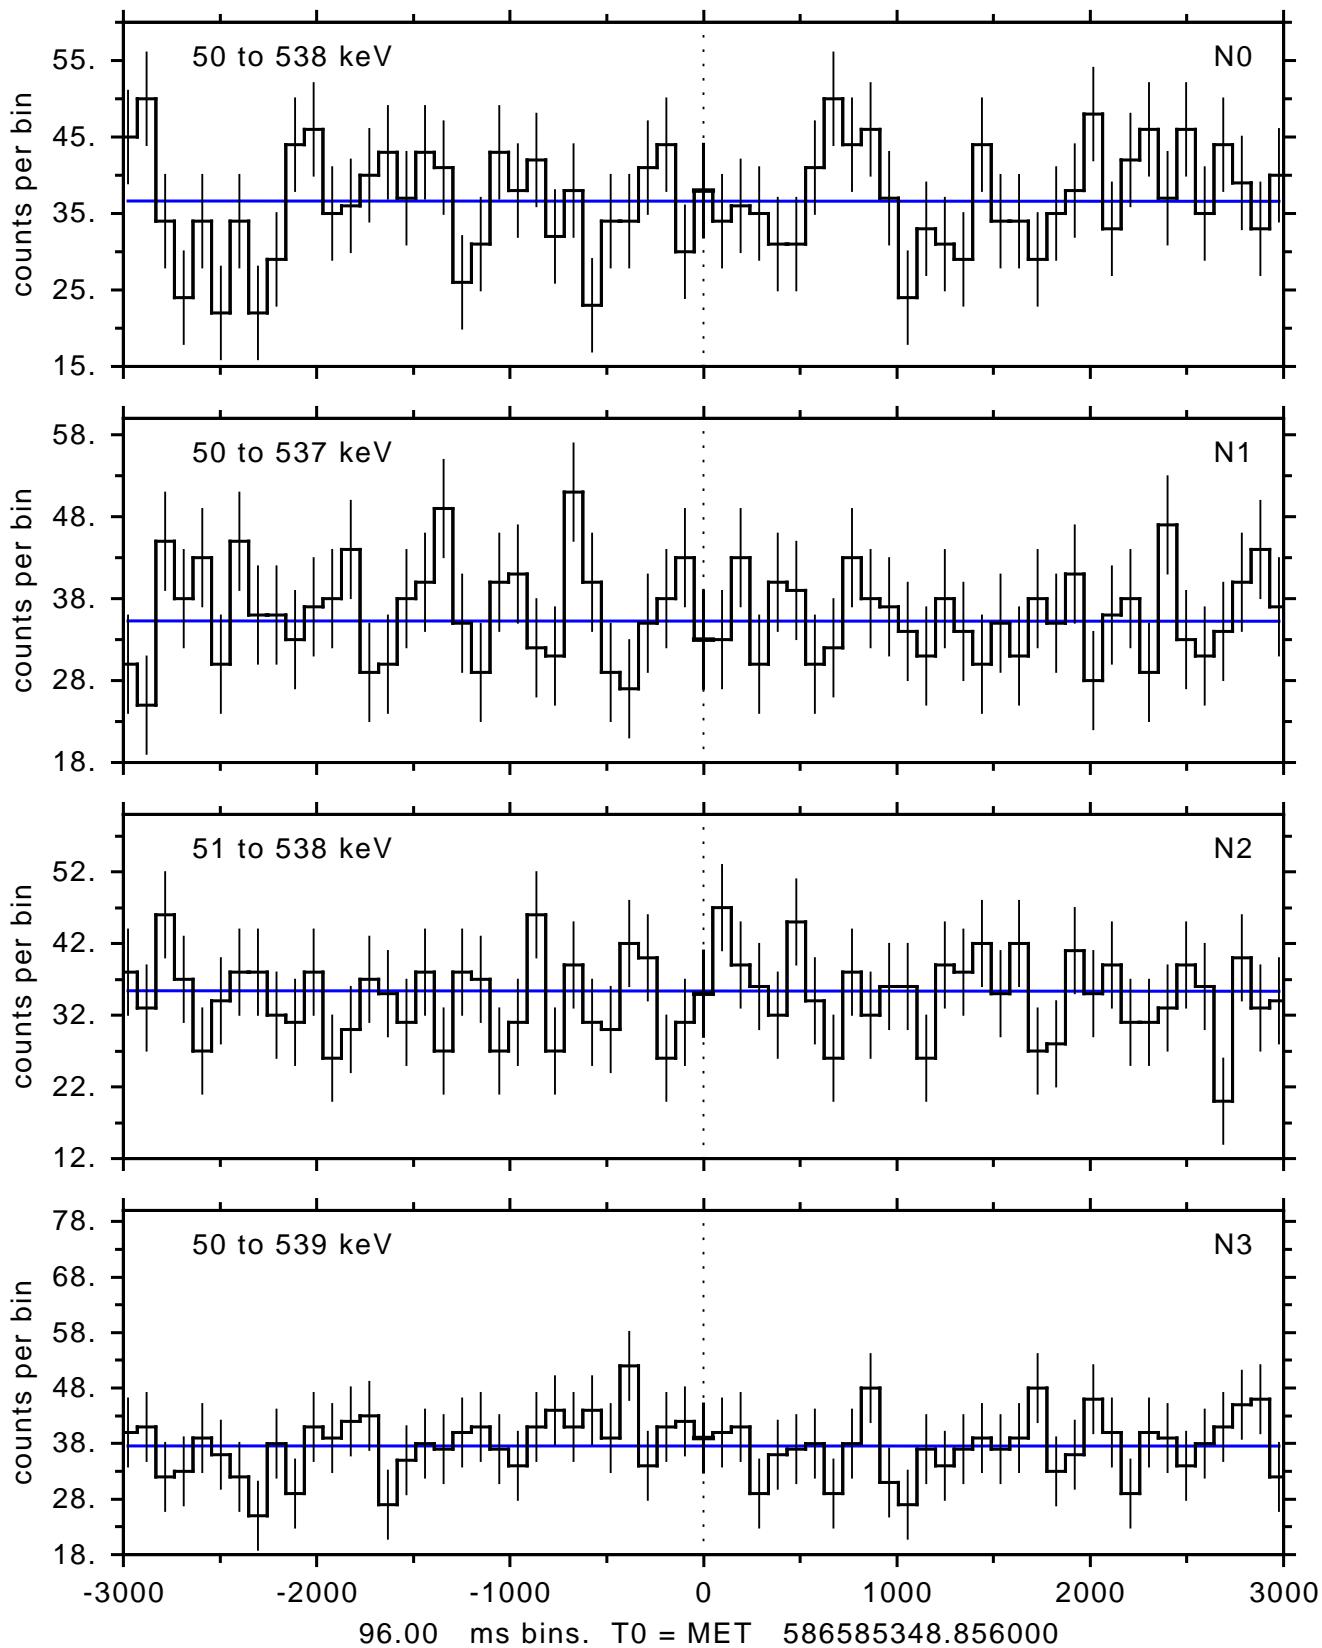 50 to 538 keV N0
55.
45.
35.
25.
15.
counts per bin
50 to 537 keV N1
58.
48.
38.
28.
18.
counts per bin
51 to 538 keV N2
52.
42.
32.
22.
12.
counts per bin
50 to 539 keV N3
78.
68.
58.
48.
38.
28.
18.
counts per bin
-3000 -2000 -1000 0 1000 2000 3000
96.00 ms bins. T0 = MET 586585348.856000